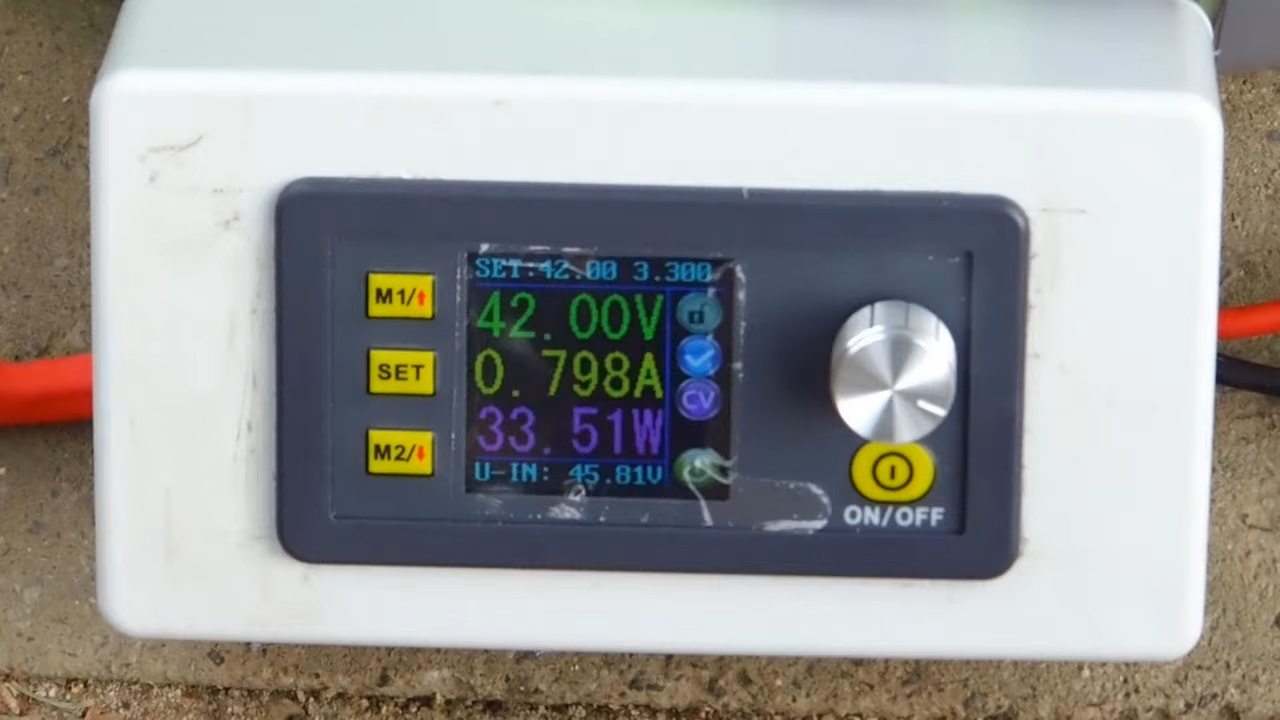 SET:42.00 3.300
M1/⬆
42.00V
SET
0.798A
CV
M2/⬇
33.51W
U-IN: 45.81V
ON/OFF